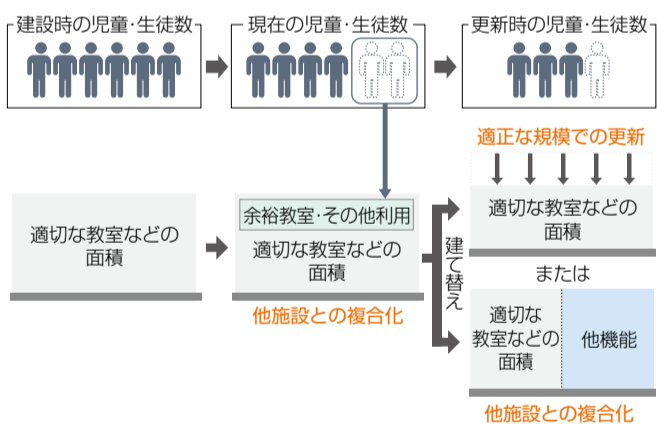 建設時の児童・生徒数
現在の児童・生徒数
更新時の児童・生徒数
適正な規模での更新
適切な教室などの
面積
余裕教室・その他利用
適切な教室などの
面積
他施設との複合化
建て替え
適切な教室などの
面積
または
適切な
教室などの
面積
他機能
他施設との複合化